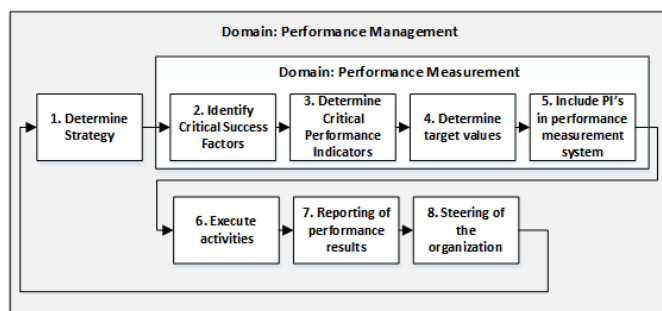 Domain: Performance Management
Domain: Performance Measurement
1. Determine
Strategy
2. Identify
Critical Success
Factors
3. Determine
Critical
Performance
Indicators
4. Determine
target values
5. Include PI's
in performance
measurement
system
6. Execute
activities
7. Reporting of
performance
results
8. Steering of
the
organization